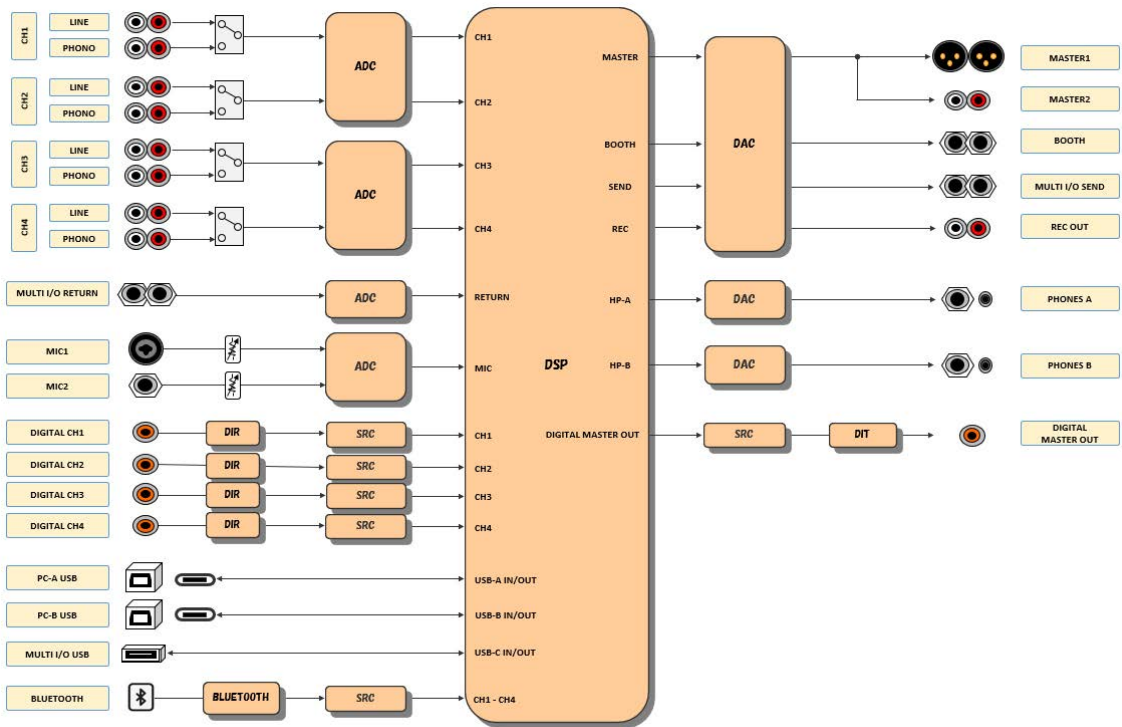 CH1
LINE
PHONO
CH2
LINE
PHONO
CH3
LINE
PHONO
CH4
LINE
PHONO
MULTI I/O RETURN
MIC1
MIC2
DIGITAL CH1
DIGITAL CH2
DIGITAL CH3
DIGITAL CH4
PC-A USB
PC-B USB
MULTI I/O USB
BLUETOOTH
DIR
DIR
DIR
DIR
BLUETOOTH
ADC
ADC
ADC
ADC
SRC
SRC
SRC
SRC
SRC
CH1
CH2
CH3
CH4
RETURN
MIC
CH1
CH2
CH3
CH4
USB-A IN/OUT
USB-B IN/OUT
USB-C IN/OUT
CH1 - CH4
DSP
MASTER
BOOTH
SEND
REC
HP-A
HP-B
DIGITAL MASTER OUT
DAC
DAC
DAC
SRC
DIT
MASTER1
MASTER2
BOOTH
MULTI I/O SEND
REC OUT
PHONES A
PHONES B
DIGITAL
MASTER OUT